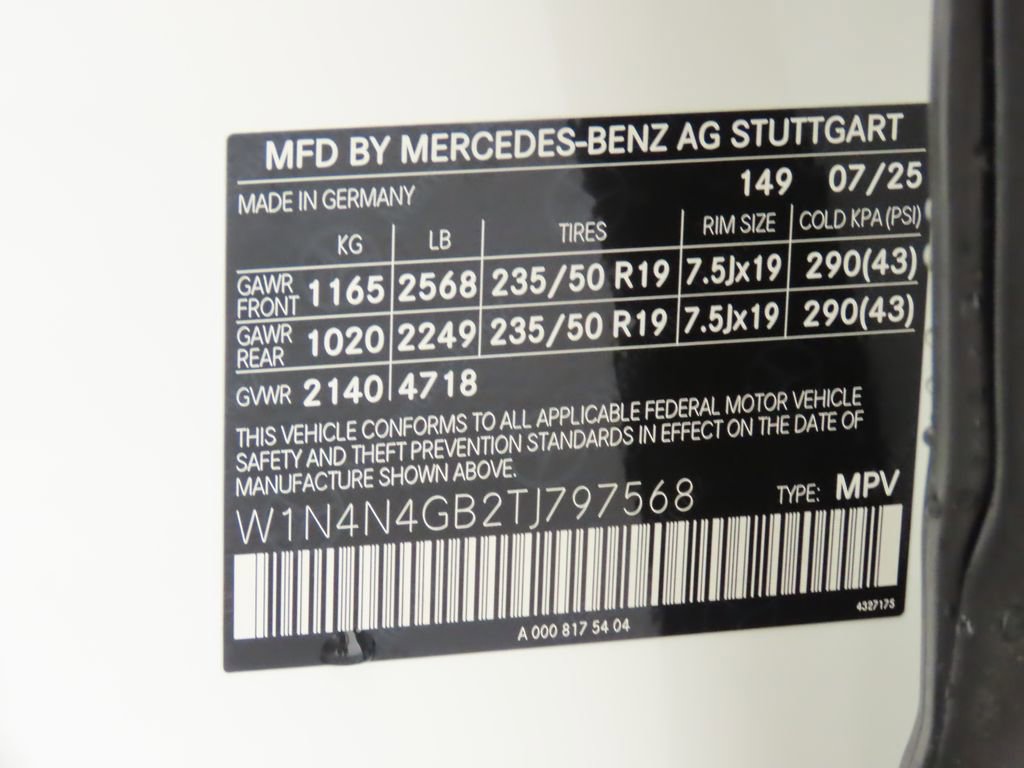 MFD BY MERCEDES-BENZ AG STUTTGART
MADE IN GERMANY 149 07/25
KG LB TIRES RIM SIZE COLD KPA (PSI)
GAWR FRONT 1165 2568 235/50 R19 7.5Jx19 290(43)
GAWR REAR 1020 2249 235/50 R19 7.5Jx19 290(43)
GVWR 2140 4718
THIS VEHICLE CONFORMS TO ALL APPLICABLE FEDERAL MOTOR VEHICLE
SAFETY AND THEFT PREVENTION STANDARDS IN EFFECT ON THE DATE OF
MANUFACTURE SHOWN ABOVE.
W1N4N4GB2TJ797568 TYPE: MPV
4327175
A 000 817 54 04